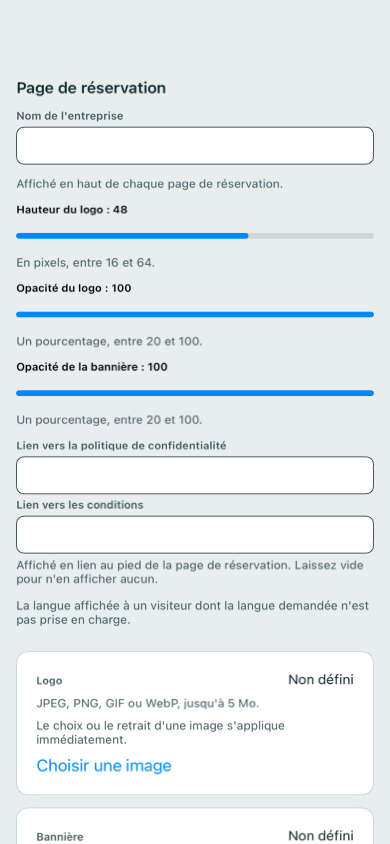 Page de réservation
Nom de l'entreprise
Affiché en haut de chaque page de réservation.
Hauteur du logo : 48
En pixels, entre 16 et 64.
Opacité du logo : 100
Un pourcentage, entre 20 et 100.
Opacité de la bannière : 100
Un pourcentage, entre 20 et 100.
Lien vers la politique de confidentialité
Lien vers les conditions
Affiché en lien au pied de la page de réservation. Laissez vide
pour n'en afficher aucun.
La langue affichée à un visiteur dont la langue demandée n'est
pas prise en charge.
Logo
Non défini
JPEG, PNG, GIF ou WebP, jusqu'à 5 Mo.
Le choix ou le retrait d'une image s'applique
immédiatement.
Choisir une image
Bannière
Non défini